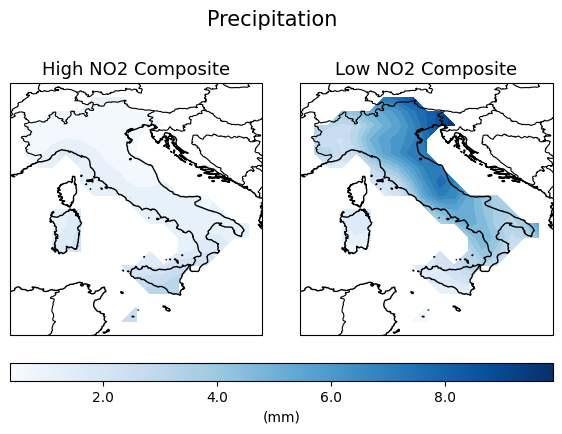 Precipitation
High NO2 Composite
Low NO2 Composite
2.0 4.0 6.0 8.0
(mm)